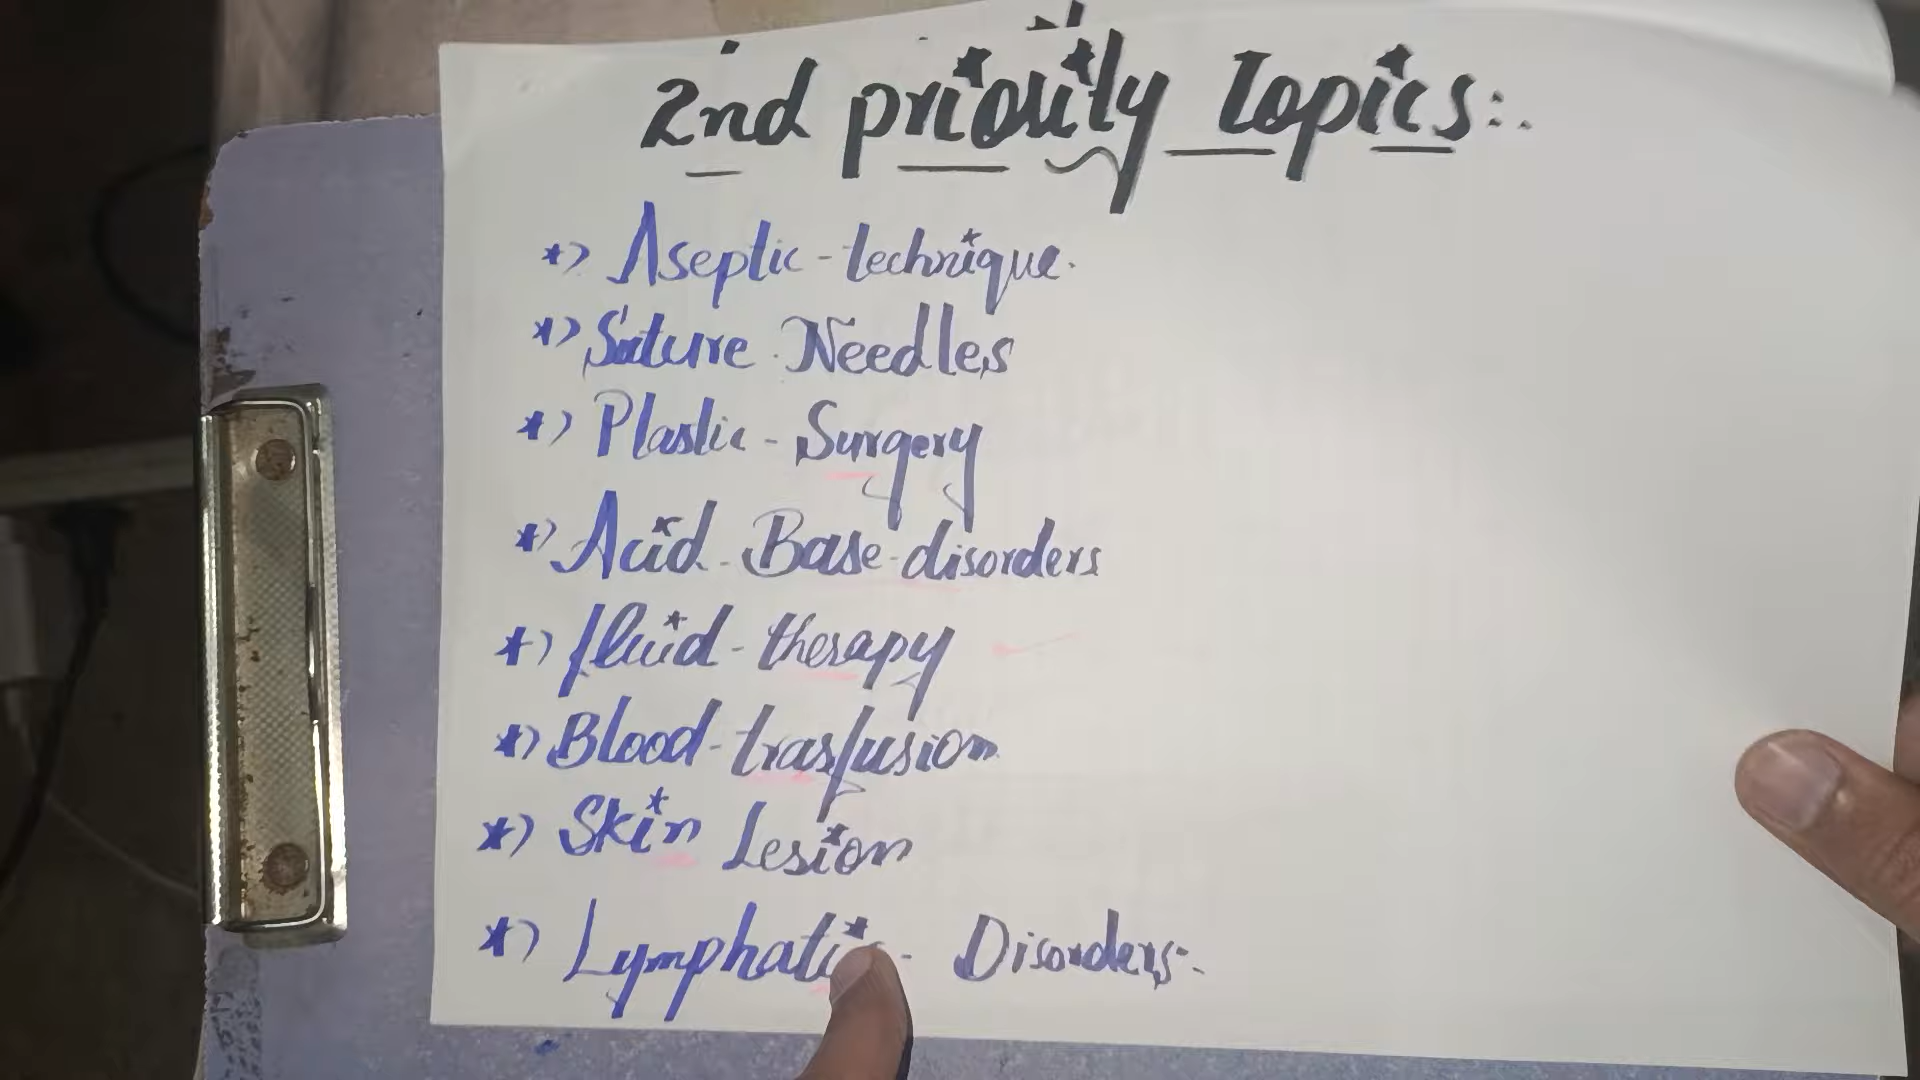 2nd priority topics:.
*) Aseptic-technique.
*) Suture Needles
*) Plastic-Surgery
*) Acid-Base-disorders
*) fluid-therapy
*) Blood-trasfusion
*) Skin Lesion
*) Lymphatic- Disorders:.